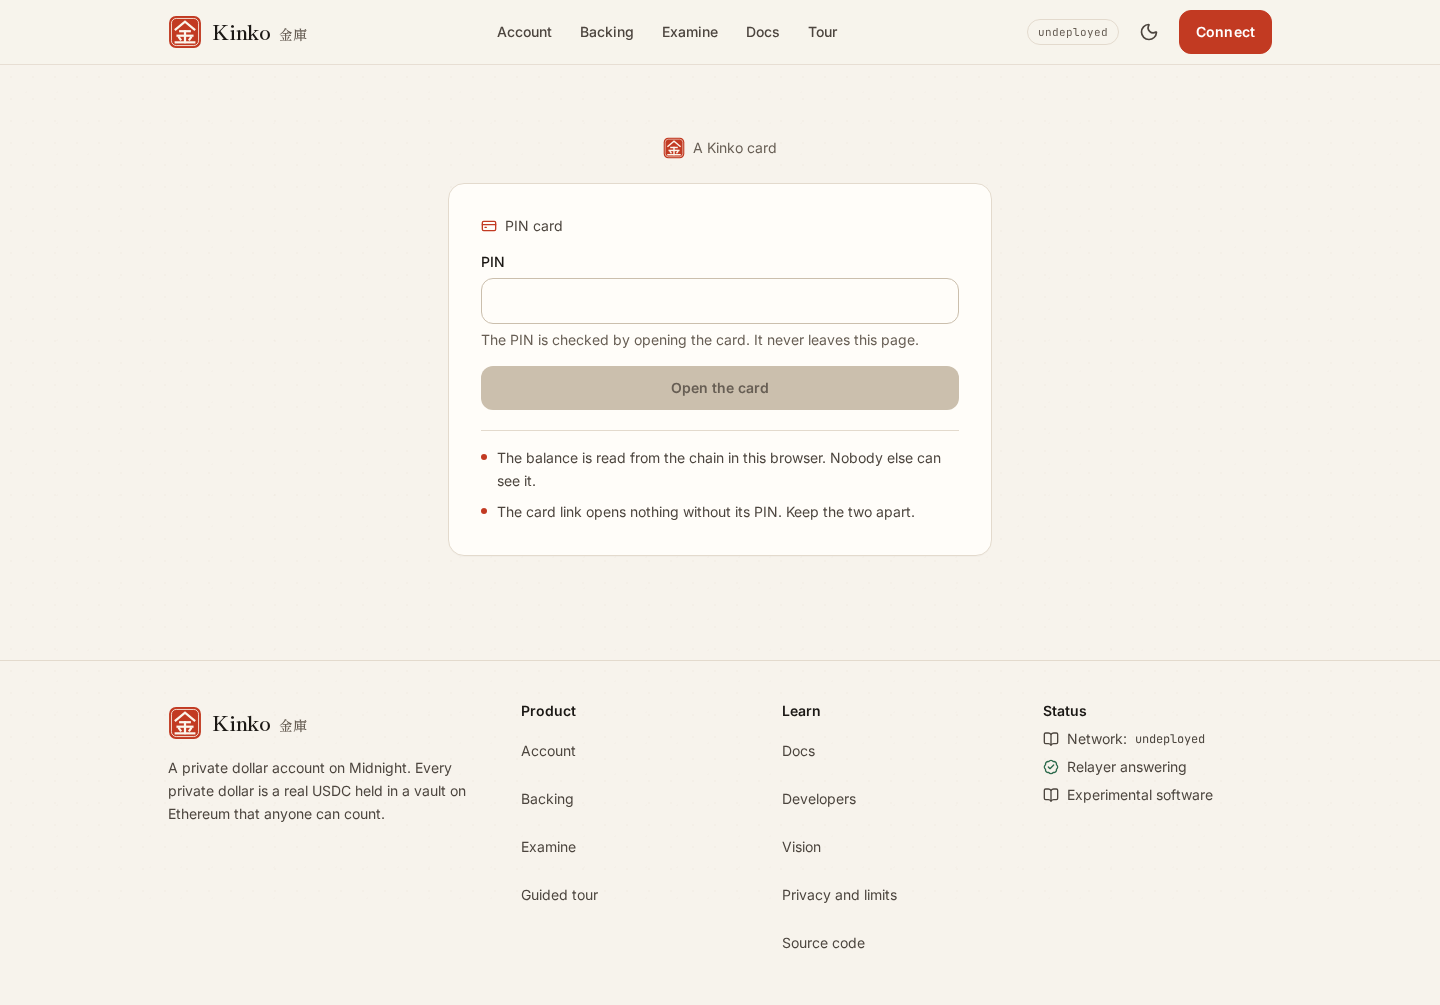 金 Kinko 金庫
Account Backing Examine Docs Tour
undeployed
Connect
金 A Kinko card
PIN card
PIN
The PIN is checked by opening the card. It never leaves this page.
Open the card
The balance is read from the chain in this browser. Nobody else can
see it.
The card link opens nothing without its PIN. Keep the two apart.
金 Kinko 金庫
A private dollar account on Midnight. Every
private dollar is a real USDC held in a vault on
Ethereum that anyone can count.
Product
Account
Backing
Examine
Guided tour
Learn
Docs
Developers
Vision
Privacy and limits
Source code
Status
Network: undeployed
Relayer answering
Experimental software